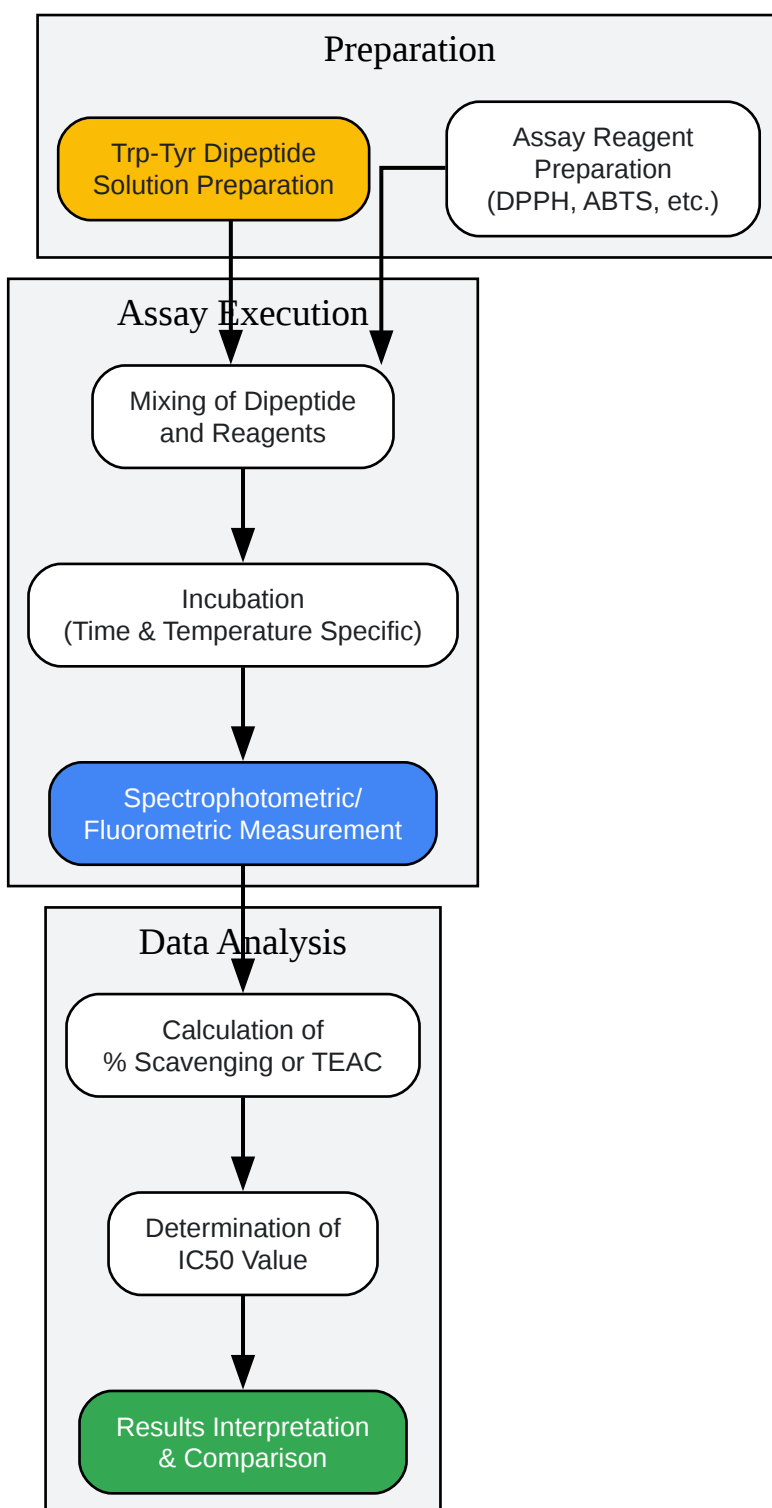 Preparation
Trp-Tyr Dipeptide
Solution Preparation
Assay Reagent
Preparation
(DPPH, ABTS, etc.)
Assay Execution
Mixing of Dipeptide
and Reagents
Incubation
(Time & Temperature Specific)
Spectrophotometric/
Fluorometric Measurement
Data Analysis
Calculation of
% Scavenging or TEAC
Determination of
IC50 Value
Results Interpretation
& Comparison